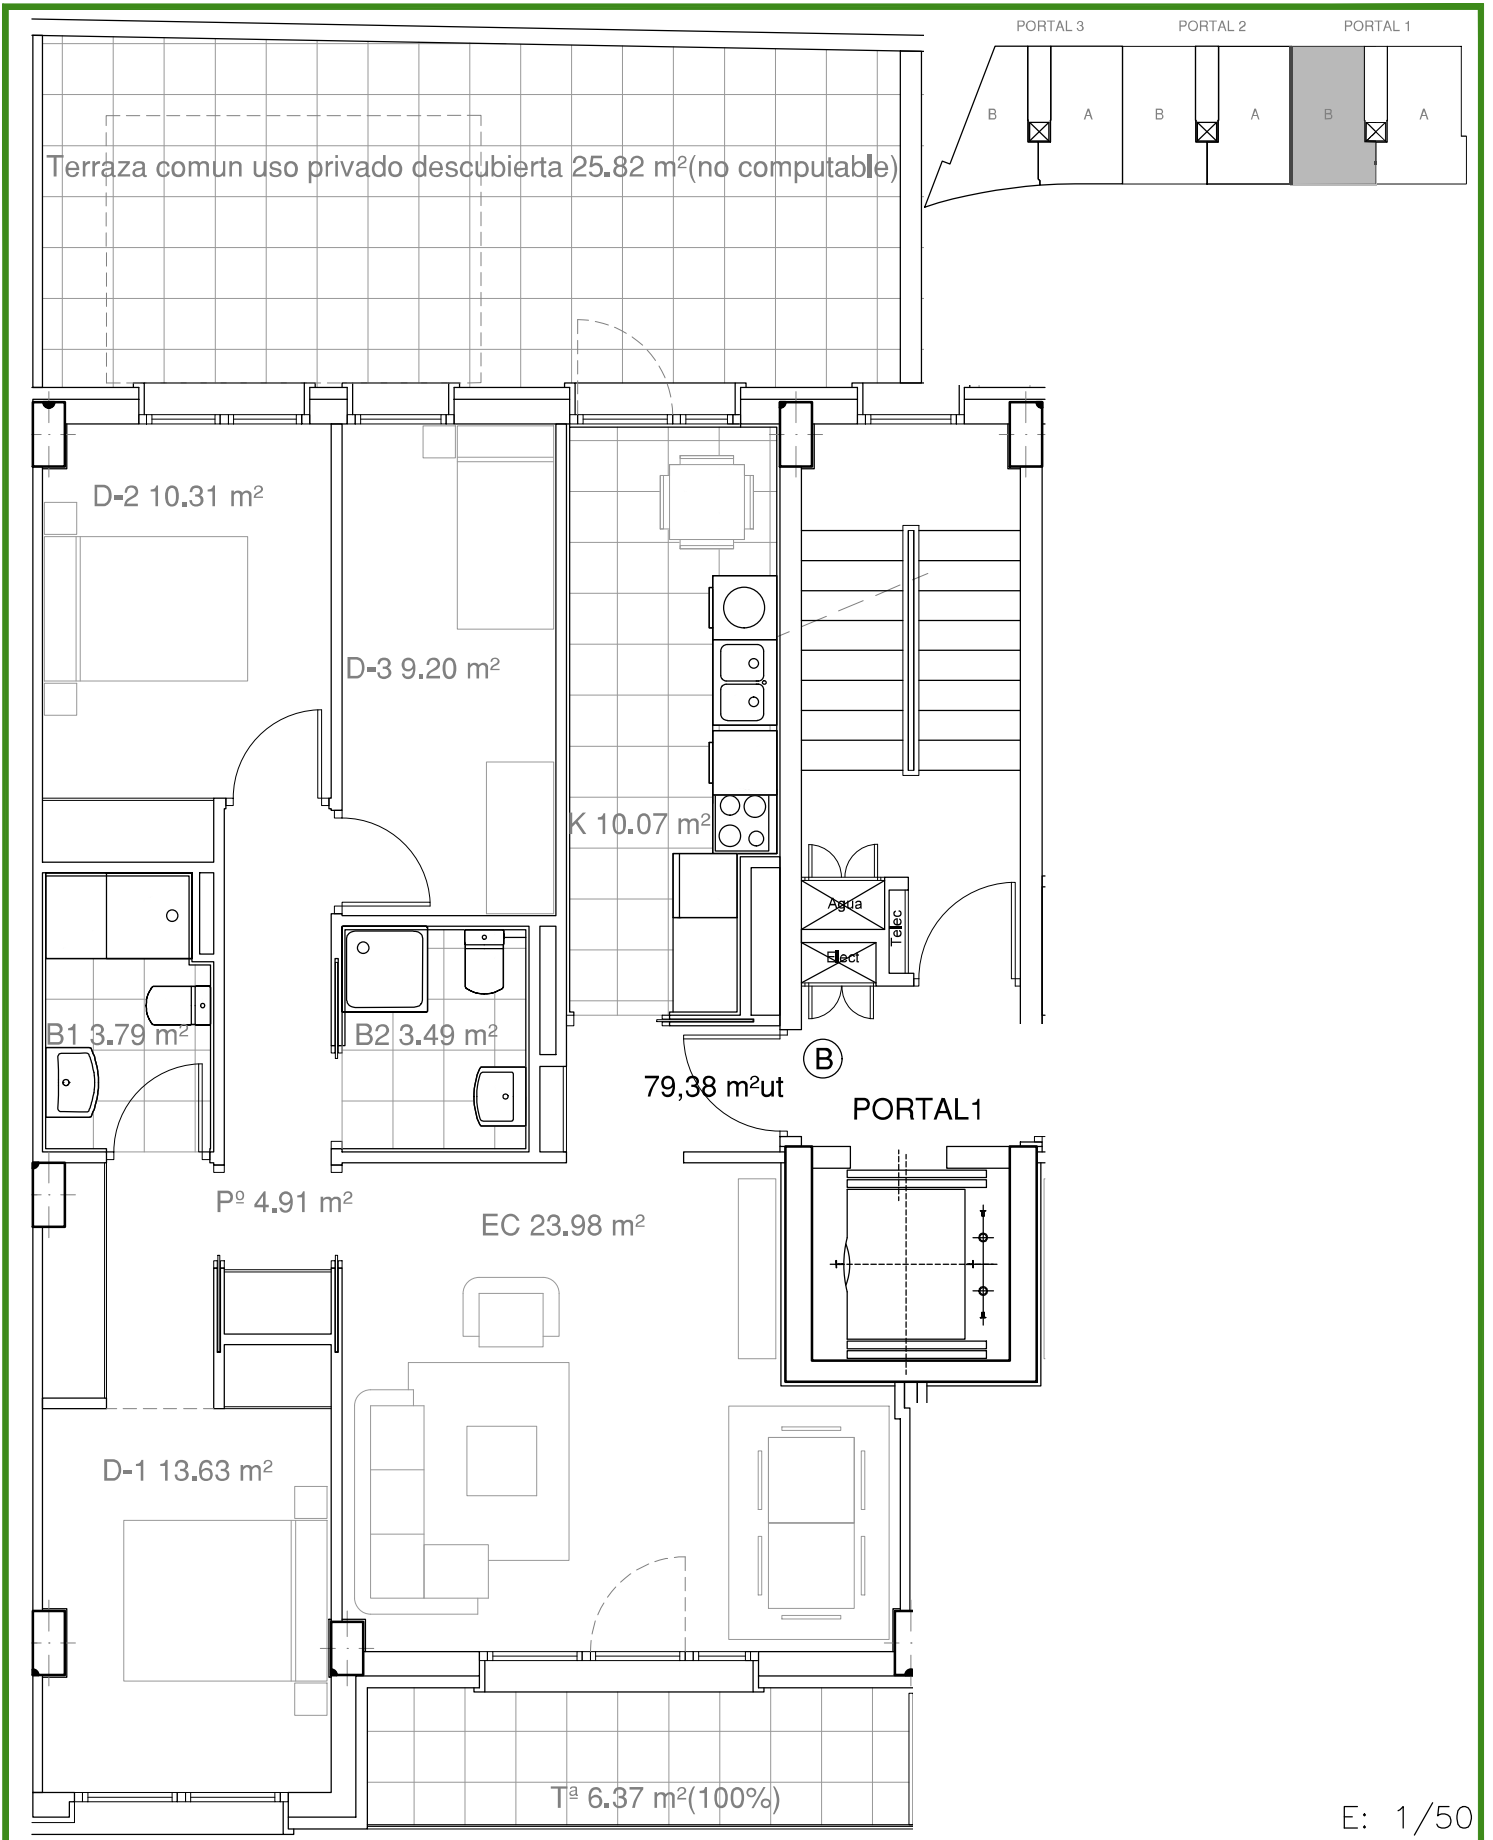 PORTAL 3 PORTAL 2 PORTAL 1
B A B A B A
Terraza comun uso privado descubierta 25.82 m²(no computable)
D-2 10.31 m²
D-3 9.20 m²
K 10.07 m²
Agua
Telec
Elect
B1 3.79 m²
B2 3.49 m²
B
79,38 m²ut
PORTAL1
Pº 4.91 m²
EC 23.98 m²
D-1 13.63 m²
Tª 6.37 m²(100%)
E: 1/50